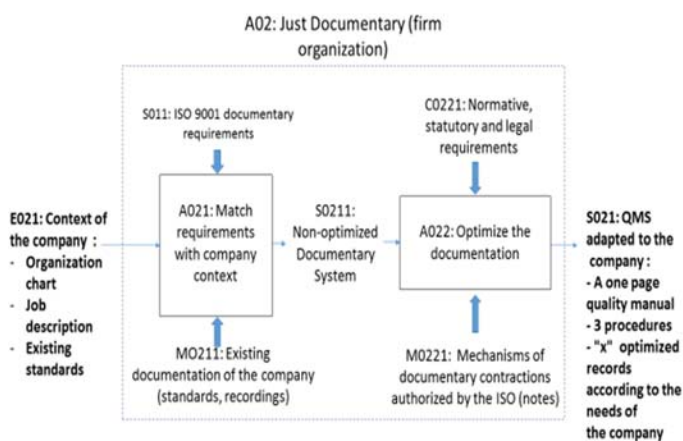 A02: Just Documentary (firm
organization)
S011: ISO 9001 documentary
requirements
C0221: Normative,
statutory and legal
requirements
E021: Context of
the company :
- Organization
chart
- Job
description
- Existing
standards
A021: Match
requirements
with company
context
S0211:
Non-optimized
Documentary
System
A022: Optimize the
documentation
S021: QMS
adapted to the
company :
- A one page
quality manual
- 3 procedures
- "x" optimized
records
according to the
needs of
the company
MO211: Existing
documentation of the company
(standards, recordings)
M0221: Mechanisms of
documentary contractions
authorized by the ISO (notes)